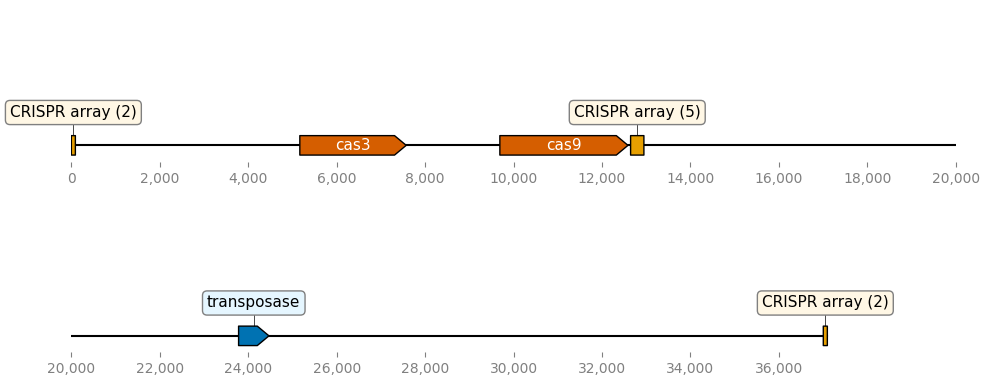 CRISPR array (2) CRISPR array (5)
cas3 cas9
0 2,000 4,000 6,000 8,000 10,000 12,000 14,000 16,000 18,000 20,000
transposase CRISPR array (2)
20,000 22,000 24,000 26,000 28,000 30,000 32,000 34,000 36,000